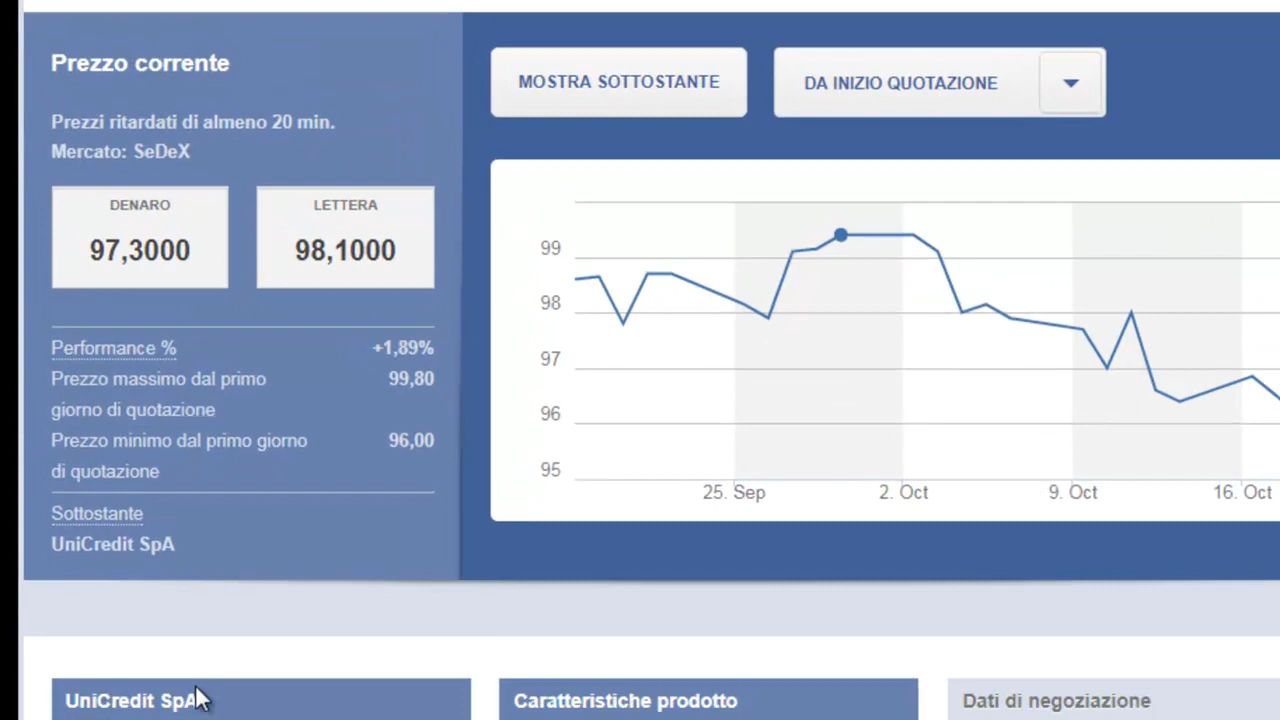 Prezzo corrente
Prezzi ritardati di almeno 20 min.
Mercato: SeDeX
DENARO
97,3000
LETTERA
98,1000
Performance % +1,89%
Prezzo massimo dal primo 99,80
giorno di quotazione
Prezzo minimo dal primo giorno 96,00
di quotazione
Sottostante
UniCredit SpA
MOSTRA SOTTOSTANTE
DA INIZIO QUOTAZIONE
99
98
97
96
95
25. Sep 2. Oct 9. Oct 16. Oct
UniCredit SpA
Caratteristiche prodotto
Dati di negoziazione